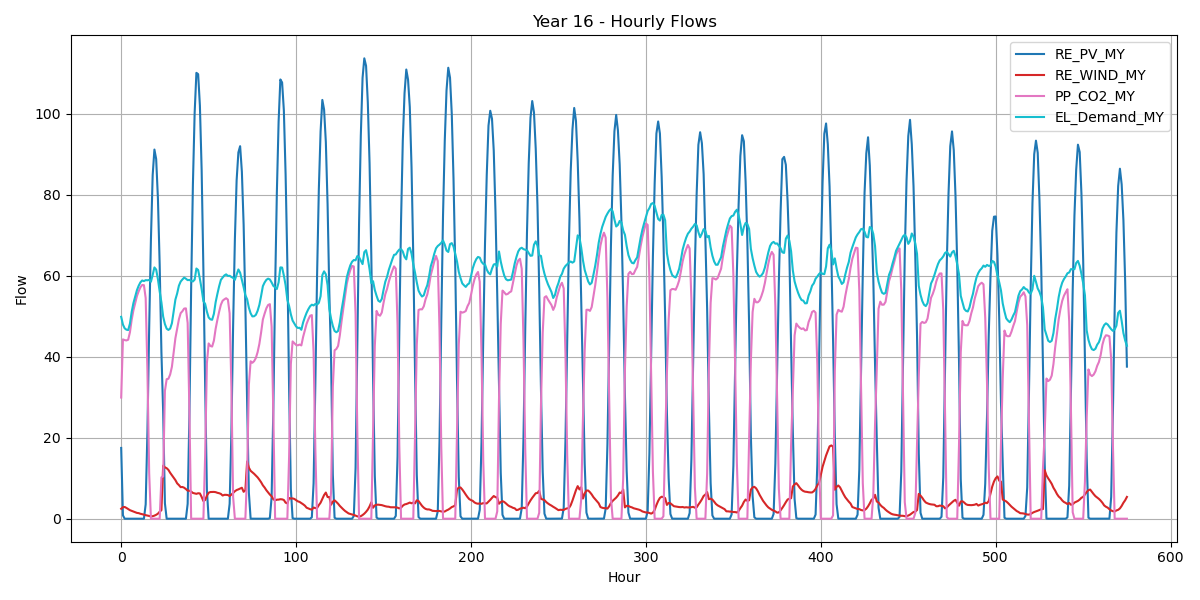 Year 16 - Hourly Flows
RE_PV_MY
RE_WIND_MY
PP_CO2_MY
EL_Demand_MY
Flow
100
80
60
40
20
0
0 100 200 300 400 500 600
Hour